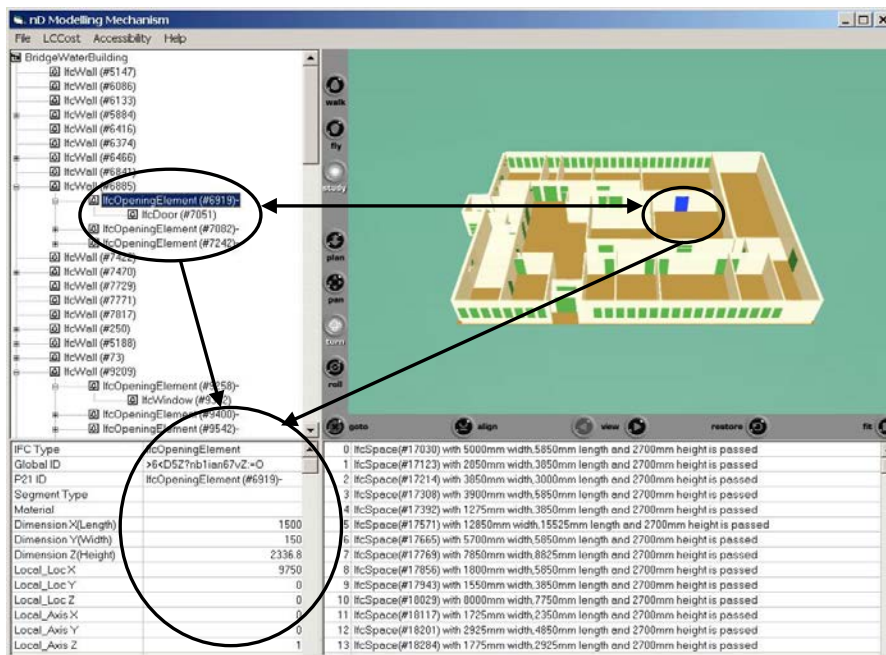 nD Modelling Mechanism
File LCCost Accessibility Help
BridgeWaterBuilding
IfcWall (#5147)
IfcWall (#6086)
IfcWall (#6133)
IfcWall (#5884)
IfcWall (#6416)
IfcWall (#6374)
IfcWall (#6466)
IfcWall (#6841)
IfcWall (#6885)
IfcOpeningElement (#6919)-
IfcDoor (#7051)
IfcOpeningElement (#7082)-
IfcOpeningElement (#7242)-
IfcWall (#7422)
IfcWall (#7470)
IfcWall (#7729)
IfcWall (#7771)
IfcWall (#7817)
IfcWall (#250)
IfcWall (#5188)
IfcWall (#73)
IfcWall (#9209)
IfcOpeningElement (#9258)-
IfcWindow
IfcOpeningElement (#9400)-
IfcOpeningElement (#9542)-
walk
fly
study
plan
pan
turn
roll
goto align view restore fit
IFC Type IfcOpeningElement
Global ID >6<D5Z?nb1ian67vZ:=O
P21 ID IfcOpeningElement (#6919)-
Segment Type
Material
Dimension X(Length) 1500
Dimension Y(Width) 150
Dimension Z(Height) 2336.8
Local_Loc X 9750
Local_Loc Y 0
Local_Loc Z 0
Local_Axis X 0
Local_Axis Y 0
Local_Axis Z 1
0 IfcSpace(#17030) with 5000mm width,5850mm length and 2700mm height is passed
1 IfcSpace(#17123) with 2850mm width,3850mm length and 2700mm height is passed
2 IfcSpace(#17214) with 3850mm width,3000mm length and 2700mm height is passed
3 IfcSpace(#17308) with 3900mm width,5850mm length and 2700mm height is passed
4 IfcSpace(#17392) with 1275mm width,3850mm length and 2700mm height is passed
5 IfcSpace(#17571) with 12850mm width,15525mm length and 2700mm height is passed
6 IfcSpace(#17665) with 5700mm width,5850mm length and 2700mm height is passed
7 IfcSpace(#17769) with 7850mm width,8825mm length and 2700mm height is passed
8 IfcSpace(#17856) with 1800mm width,5850mm length and 2700mm height is passed
9 IfcSpace(#17943) with 1550mm width,3850mm length and 2700mm height is passed
10 IfcSpace(#18029) with 8000mm width,7750mm length and 2700mm height is passed
11 IfcSpace(#18117) with 1725mm width,2350mm length and 2700mm height is passed
12 IfcSpace(#18201) with 2925mm width,4850mm length and 2700mm height is passed
13 IfcSpace(#18284) with 1775mm width,2925mm length and 2700mm height is passed